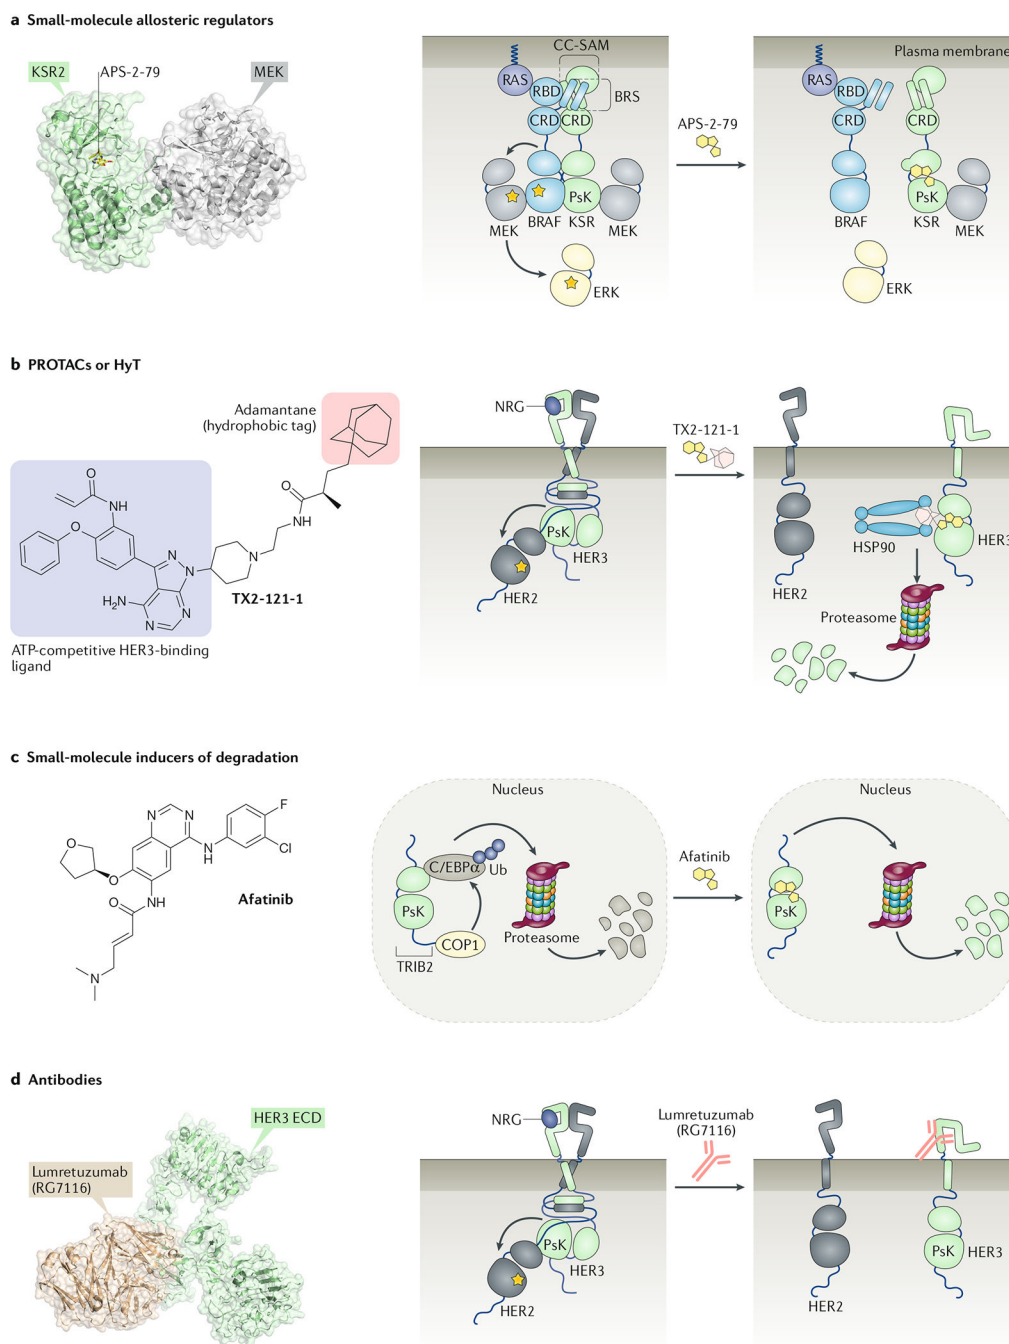 a Small-molecule allosteric regulators
KSR2
APS-2-79
MEK
CC-SAM
RAS
RBD
BRS
CRD
CRD
MEK
BRAF
PsK
KSR
MEK
ERK
APS-2-79
Plasma membrane
RAS
RBD
CRD
CRD
BRAF
PsK
KSR
MEK
ERK
b PROTACs or HyT
Adamantane
(hydrophobic tag)
O
NH
O
NH
O
N
N
N
N
N
H₂N
TX2-121-1
ATP-competitive HER3-binding
ligand
NRG
PsK
HER3
HER2
TX2-121-1
HSP90
HER3
HER2
Proteasome
c Small-molecule inducers of degradation
F
N
N
O
Cl
NH
O
NH
O
Afatinib
N
Nucleus
C/EBPα
Ub
PsK
COP1
TRIB2
Proteasome
Afatinib
Nucleus
PsK
d Antibodies
HER3 ECD
Lumretuzumab
(RG7116)
NRG
PsK
HER3
HER2
Lumretuzumab
(RG7116)
PsK
HER3
HER2